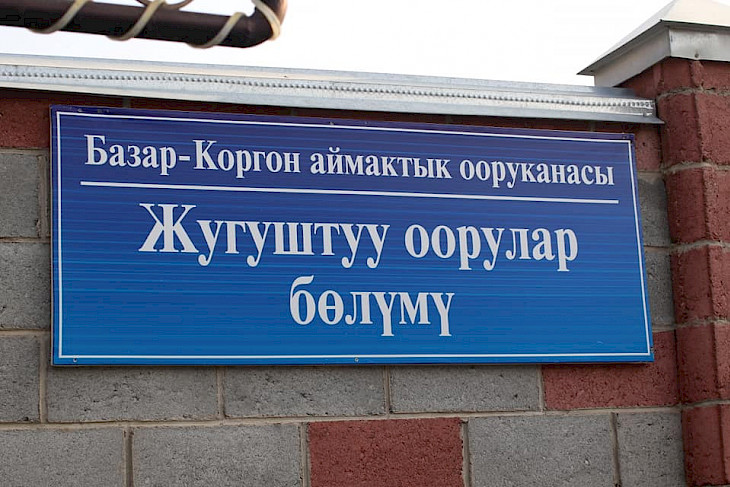 Базар-Коргон аймактык ооруканасы
Жугуштуу оорулар
бөлүмү